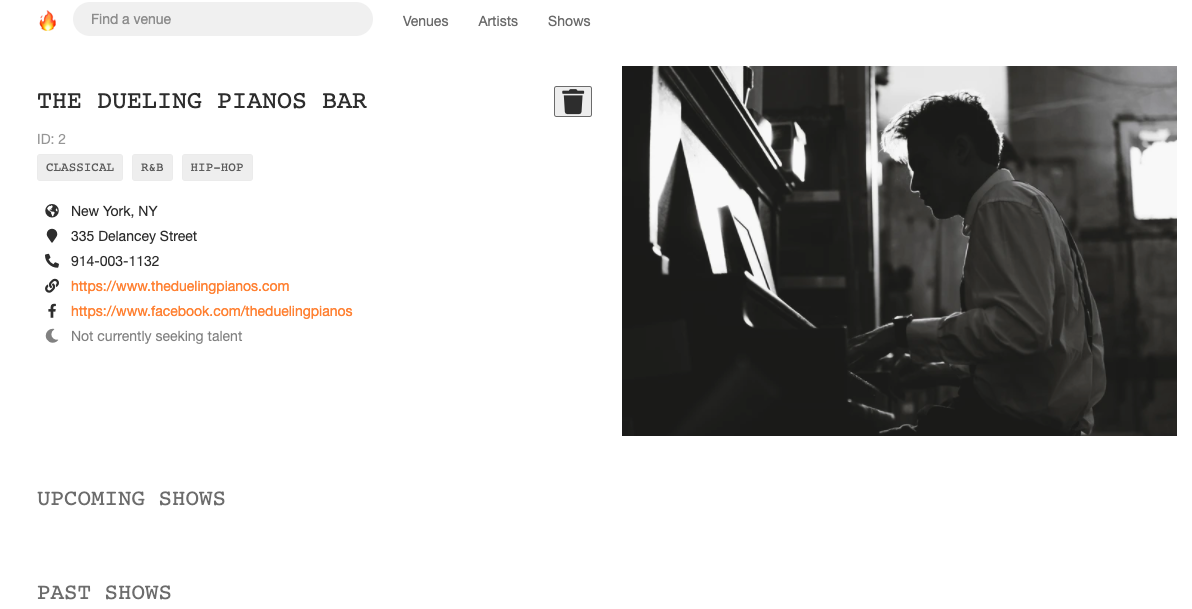 Find a venue
Venues Artists Shows
THE DUELING PIANOS BAR
ID: 2
CLASSICAL R&B HIP-HOP
New York, NY
335 Delancey Street
914-003-1132
https://www.theduelingpianos.com
https://www.facebook.com/theduelingpianos
Not currently seeking talent
UPCOMING SHOWS
PAST SHOWS